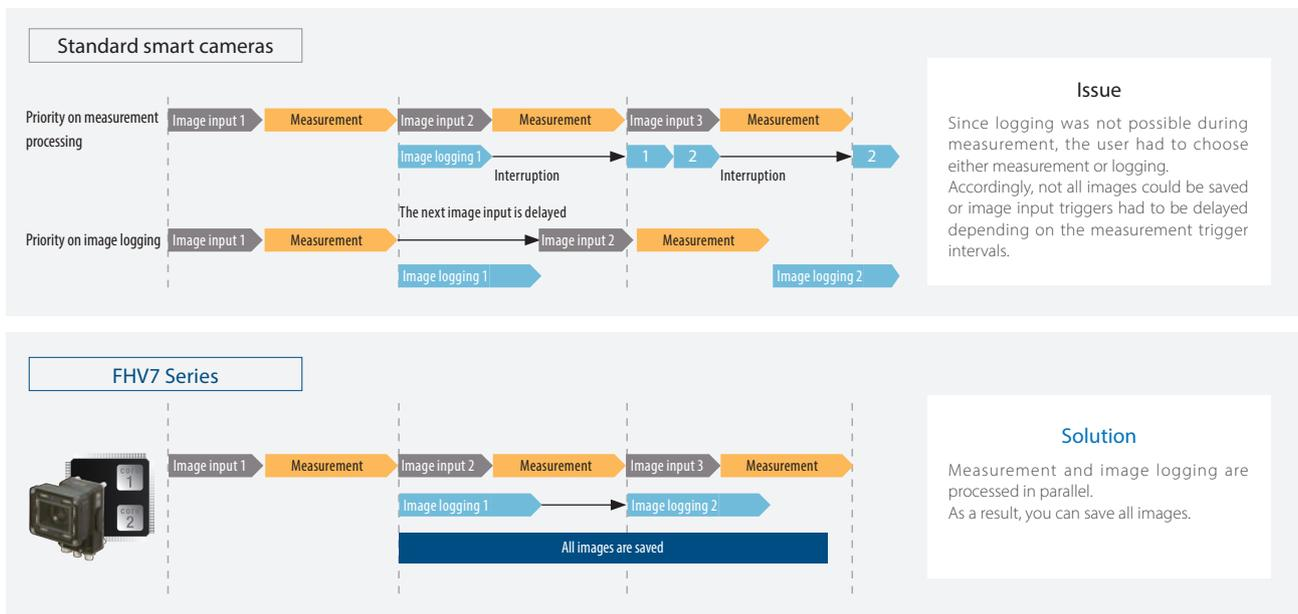 Standard smart cameras
Priority on measurement
processing
Image input 1
Measurement
Image input 2
Measurement
Image input 3
Measurement
Image logging 1
Interruption
1
2
Interruption
2
The next image input is delayed
Priority on image logging
Image input 1
Measurement
Image input 2
Measurement
Image logging 1
Image logging 2
Issue
Since logging was not possible during
measurement, the user had to choose
either measurement or logging.
Accordingly, not all images could be saved
or image input triggers had to be delayed
depending on the measurement trigger
intervals.
FHV7 Series
core
1
core
2
Image input 1
Measurement
Image input 2
Measurement
Image input 3
Measurement
Image logging 1
Image logging 2
All images are saved
Solution
Measurement and image logging are
processed in parallel.
As a result, you can save all images.